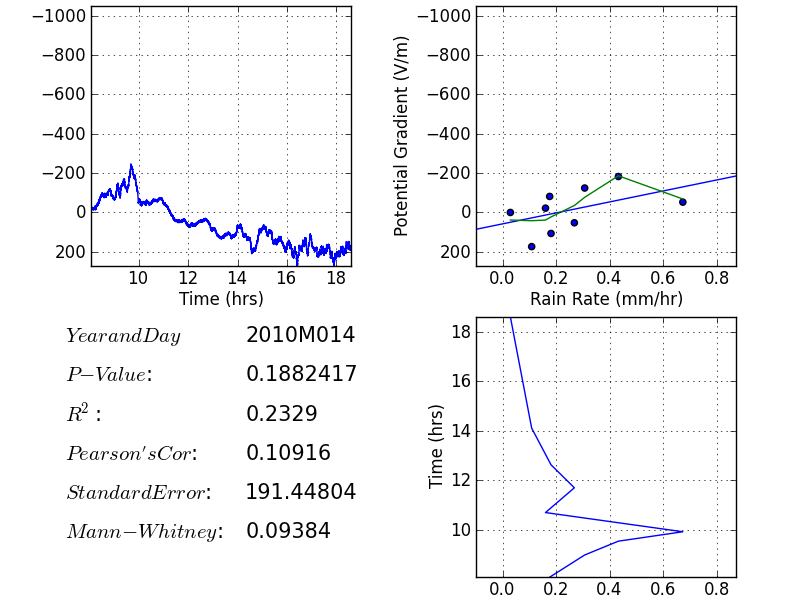 −1000
−800
−600
−400
−200
0
200
10 12 14 16 18
Time (hrs)
Potential Gradient (V/m)
−1000
−800
−600
−400
−200
0
200
0.0 0.2 0.4 0.6 0.8
Rain Rate (mm/hr)
YearandDay 2010M014
P−Value: 0.1882417
R²: 0.2329
Pearson'sCor: 0.10916
StandardError: 191.44804
Mann−Whitney: 0.09384
Time (hrs)
18
16
14
12
10
0.0 0.2 0.4 0.6 0.8